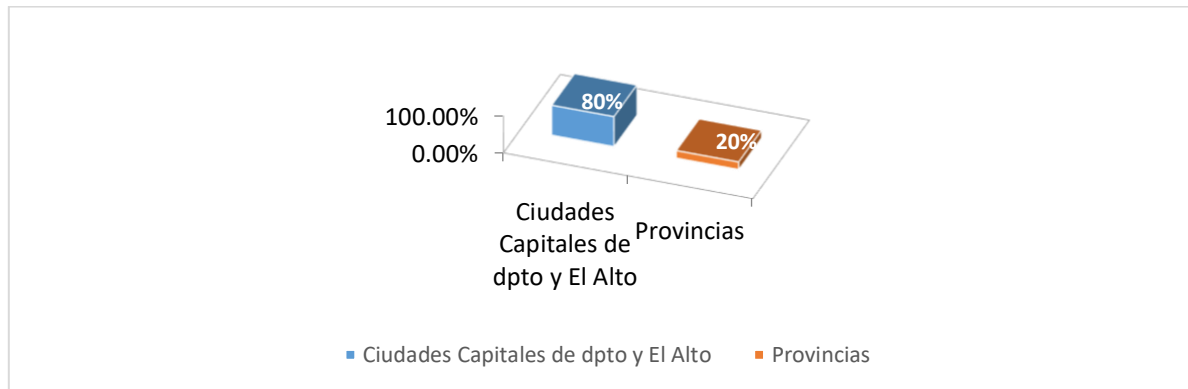 80%
100.00%
20%
0.00%
Ciudades
Capitales de
dpto y El Alto
Provincias
Ciudades Capitales de dpto y El Alto
Provincias